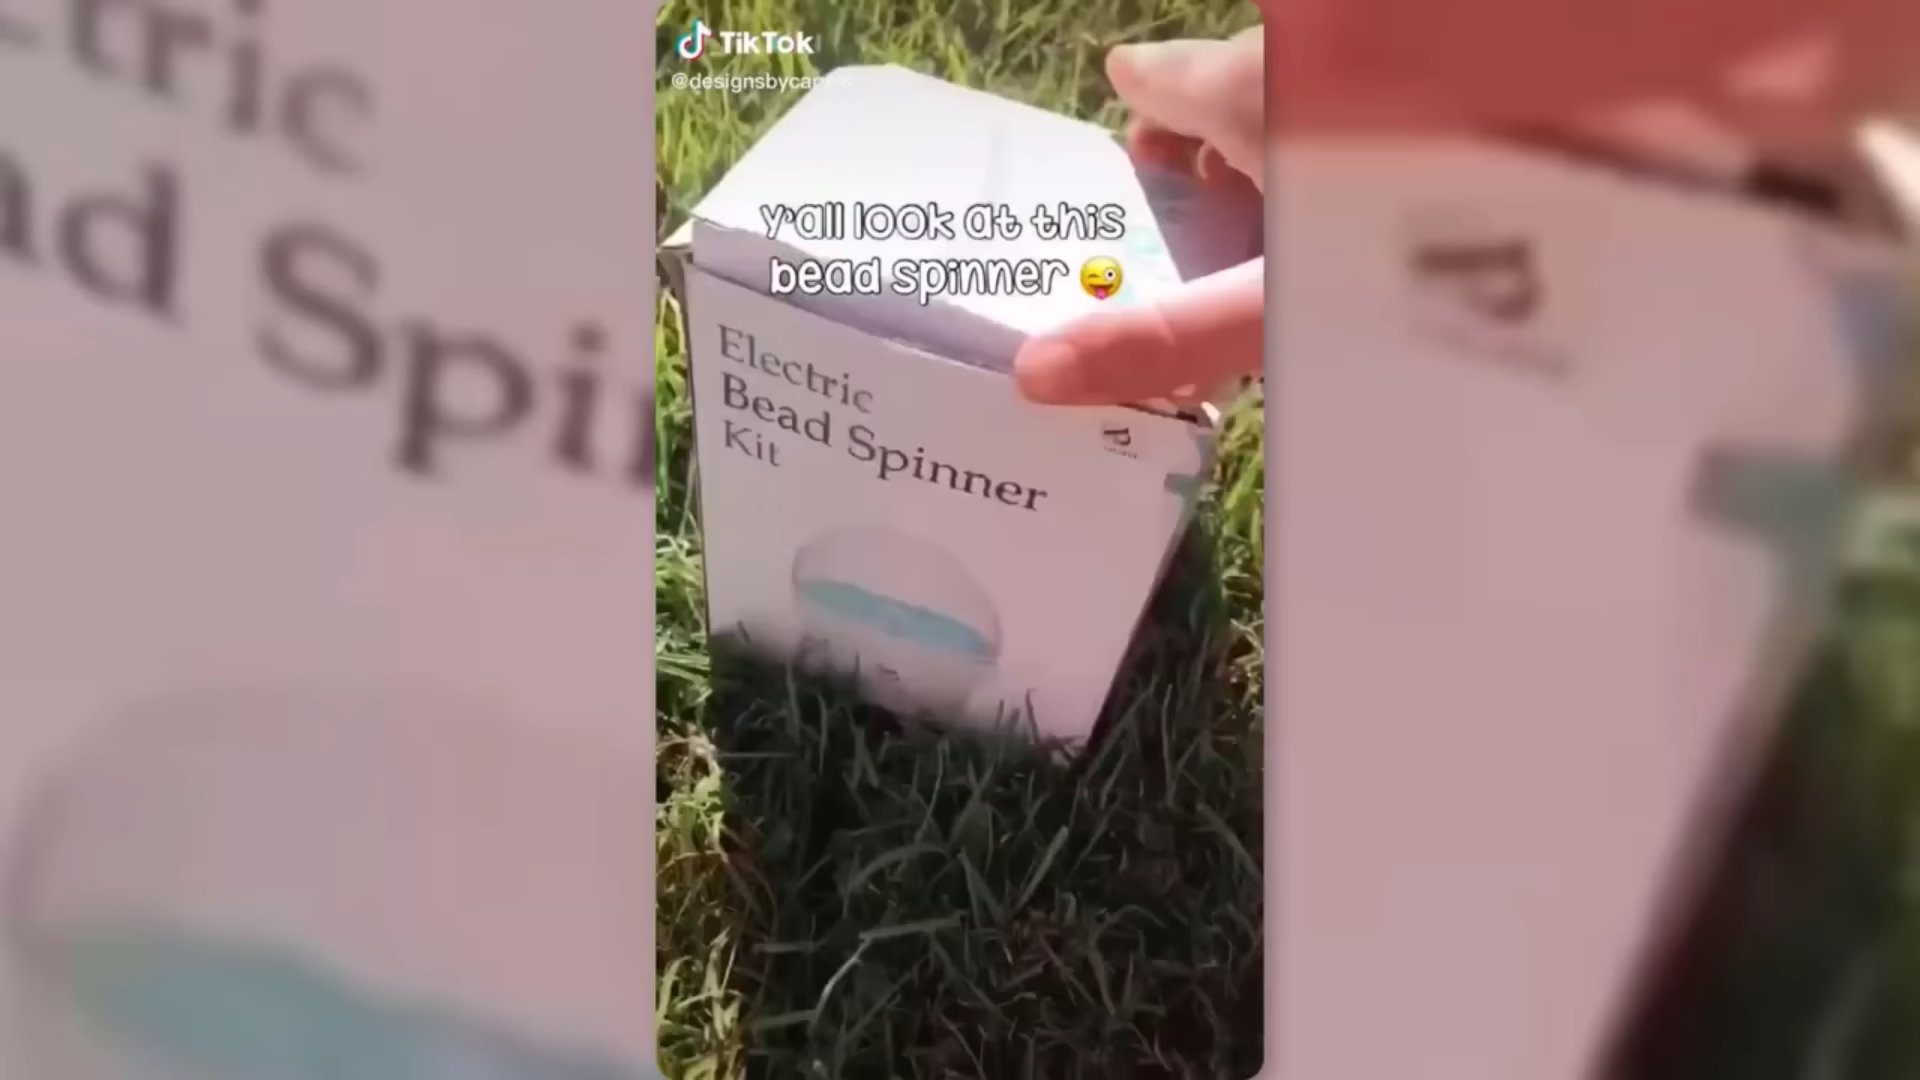 TikTok
y'all look at this
bead spinner 😜
Electric
Bead Spinner
Kit